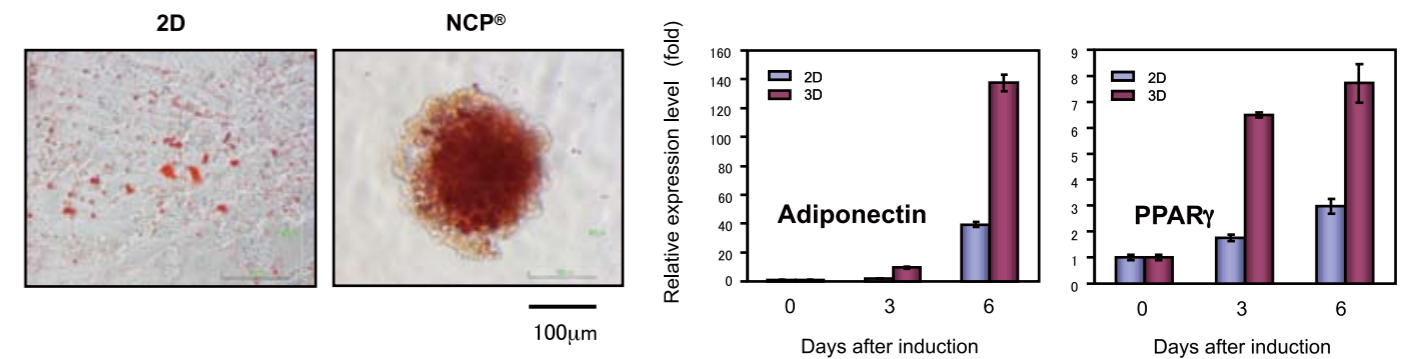 2D
NCP®
100μm
Relative expression level (fold)
160
140
120
100
80
60
40
20
0
2D
3D
Adiponectin
0 3 6
Days after induction
9
8
7
6
5
4
3
2
1
0
2D
3D
PPARγ
0 3 6
Days after induction